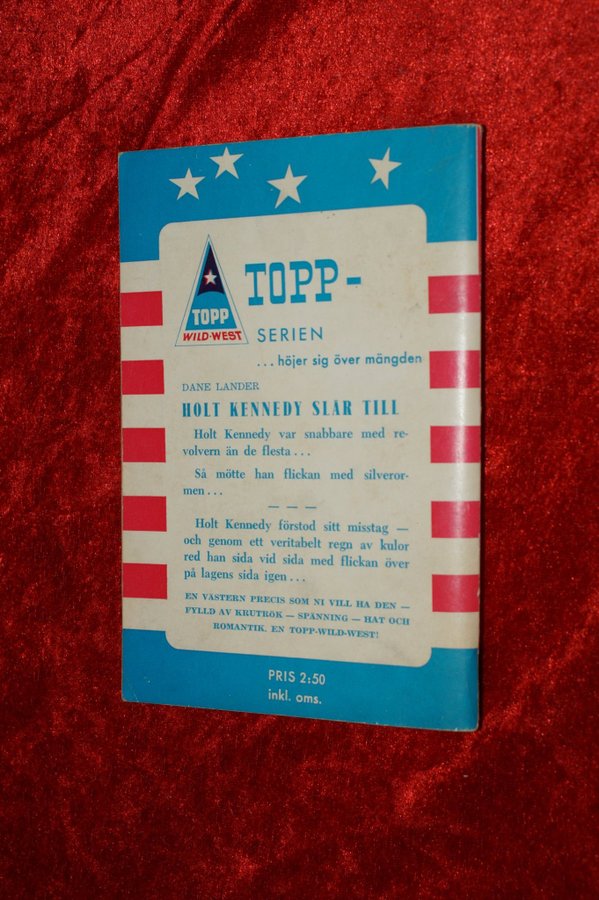 TOPP
WILD-WEST
TOPP-
SERIEN
...höjer sig över mängden
DANE LANDER
HOLT KENNEDY SLÅR TILL
Holt Kennedy var snabbare med re-
volvern än de flesta...
Så mötte han flickan med silveror-
men...
— — —
Holt Kennedy förstod sitt misstag —
och genom ett veritabelt regn av kulor
red han sida vid sida med flickan över
på lagens sida igen...
EN VÄSTERN PRECIS SOM NI VILL HA DEN —
FYLLD AV KRUTRÖK — SPÄNNING — HAT OCH
ROMANTIK. EN TOPP-WILD-WEST!
PRIS 2:50
inkl. oms.